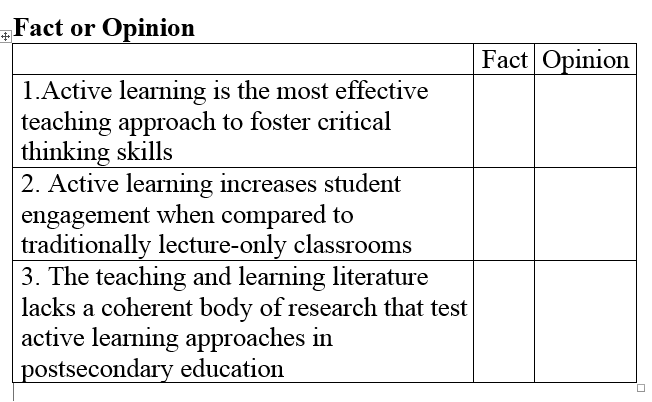 Fact or Opinion
Fact Opinion
1.Active learning is the most effective
teaching approach to foster critical
thinking skills
2. Active learning increases student
engagement when compared to
traditionally lecture-only classrooms
3. The teaching and learning literature
lacks a coherent body of research that test
active learning approaches in
postsecondary education